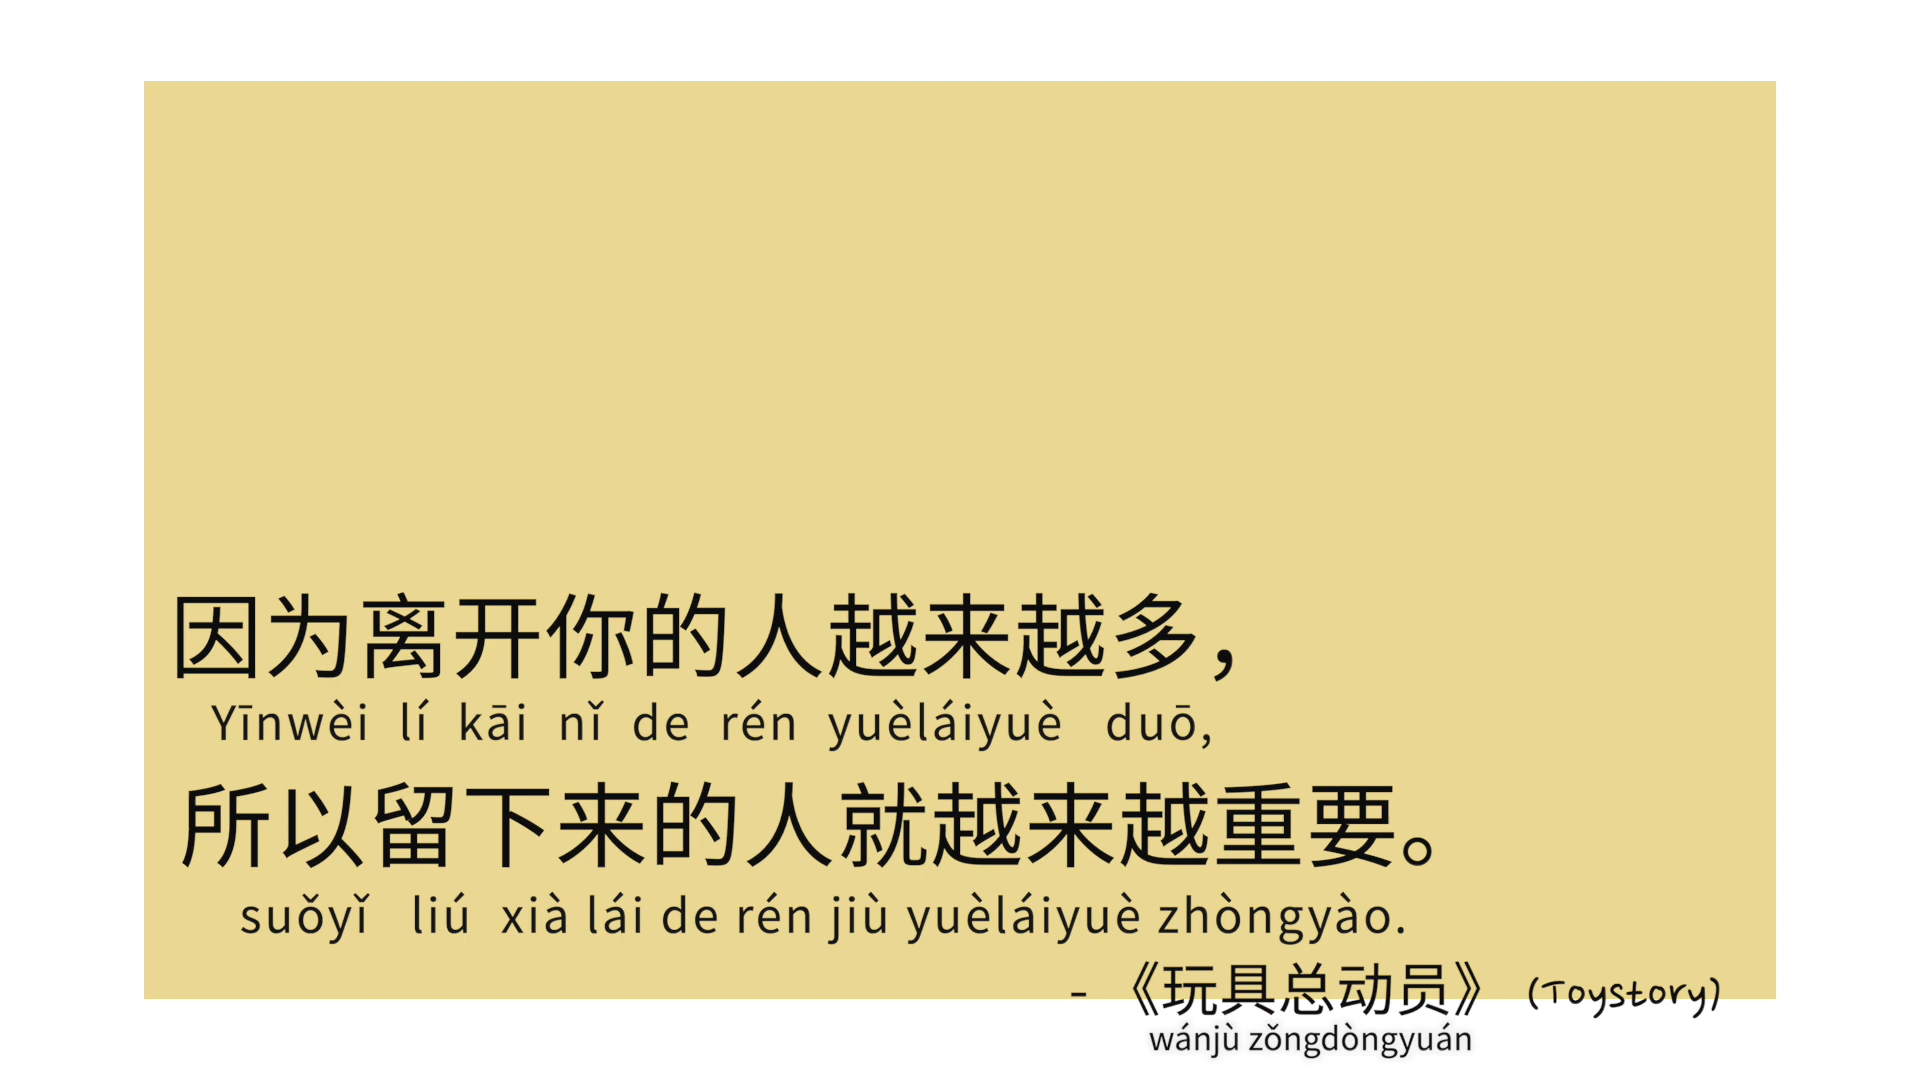 因为离开你的人越来越多，
Yīnwèi lí kāi nǐ de rén yuèláiyuè duō,
所以留下来的人就越来越重要。
suǒyǐ liú xià lái de rén jiù yuèláiyuè zhòngyào.
- 《玩具总动员》 (Toystory)
wánjù zǒngdòngyuán